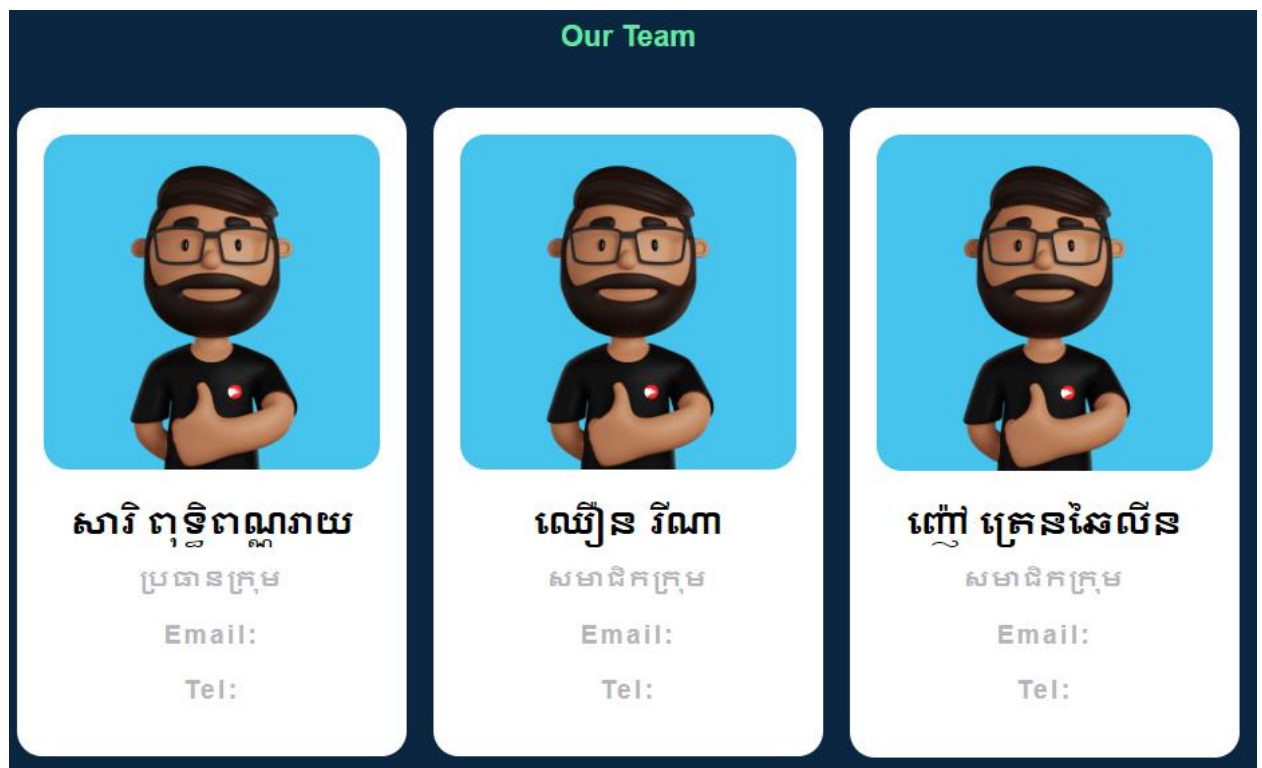 Our Team
សារិ ពុទ្ធិពណ្ណរាយ
ប្រធានក្រុម
Email:
Tel:
ឈឿន រីណា
សមាជិកក្រុម
Email:
Tel:
ញ៉ៅ ត្រេនឆៃលីន
សមាជិកក្រុម
Email:
Tel: